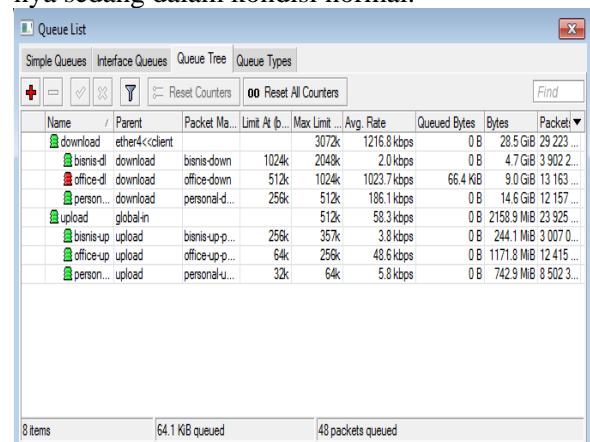 nya sedang dalam kondisi normal.
Queue List
Simple Queues Interface Queues Queue Tree Queue Types
Reset Counters 00 Reset All Counters Find
Name / Parent Packet Ma... Limit At (b... Max Limit ... Avg. Rate Queued Bytes Bytes Packet
download ether4<<client 3072k 1216.8 kbps 0 B 28.5 GiB 29 223 ...
bisnis-dl download bisnis-down 1024k 2048k 2.0 kbps 0 B 4.7 GiB 3 902 2...
office-dl download office-down 512k 1024k 1023.7 kbps 66.4 KiB 9.0 GiB 13 163 ...
person... download personal-d... 256k 512k 186.1 kbps 0 B 14.6 GiB 12 157 ...
upload global-in 512k 58.3 kbps 0 B 2158.9 MiB 23 925 ...
bisnis-up upload bisnis-up-p... 256k 357k 3.8 kbps 0 B 244.1 MiB 3 007 0...
office-up upload office-up-p... 64k 256k 48.6 kbps 0 B 1171.8 MiB 12 415 ...
person... upload personal-u... 32k 64k 5.8 kbps 0 B 742.9 MiB 8 502 3...
8 items 64.1 KiB queued 48 packets queued